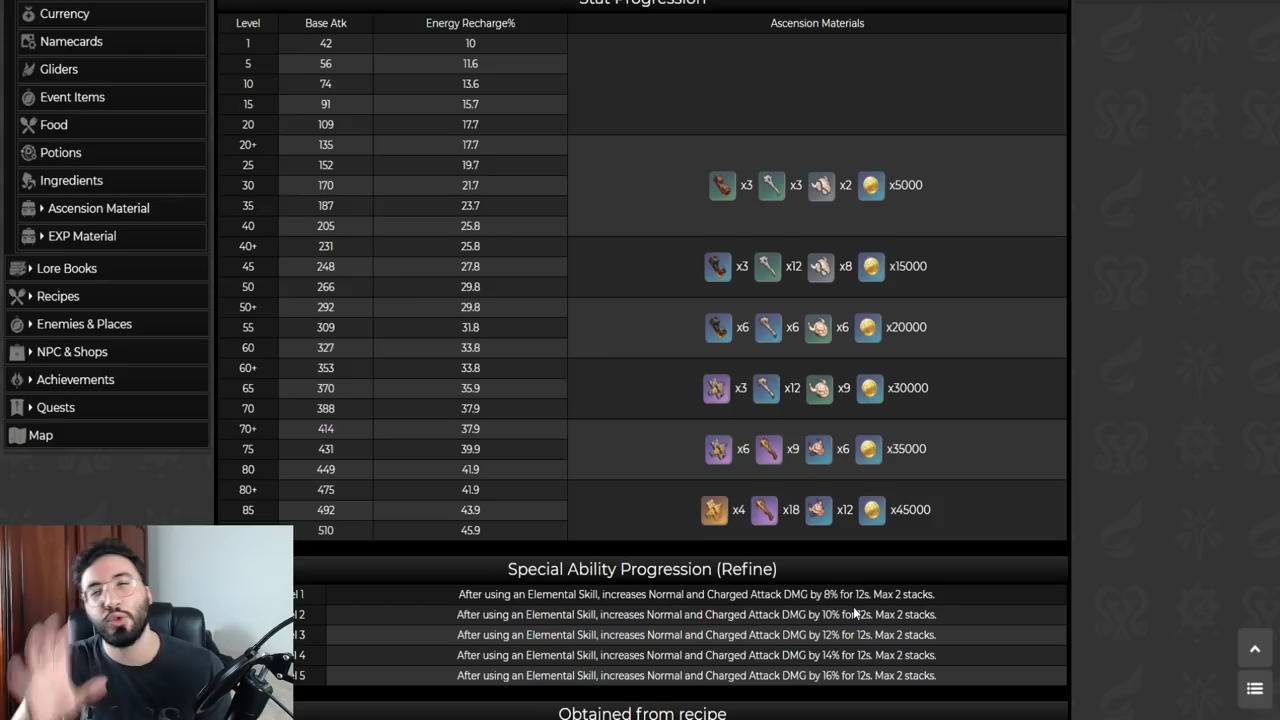 Currency
Namecards
Gliders
Event Items
Food
Potions
Ingredients
Ascension Material
EXP Material
Lore Books
Recipes
Enemies & Places
NPC & Shops
Achievements
Quests
Map
Stat Progression
Level Base Atk Energy Recharge% Ascension Materials
1 42 10
5 56 11.6
10 74 13.6
15 91 15.7
20 109 17.7
20+ 135 17.7
25 152 19.7
30 170 21.7 x3 x3 x2 x5000
35 187 23.7
40 205 25.8
40+ 231 25.8
45 248 27.8 x3 x12 x8 x15000
50 266 29.8
50+ 292 29.8
55 309 31.8 x6 x6 x6 x20000
60 327 33.8
60+ 353 33.8
65 370 35.9 x3 x12 x9 x30000
70 388 37.9
70+ 414 37.9
75 431 39.9 x6 x9 x6 x35000
80 449 41.9
80+ 475 41.9
85 492 43.9 x4 x18 x12 x45000
510 45.9
Special Ability Progression (Refine)
l 1 After using an Elemental Skill, increases Normal and Charged Attack DMG by 8% for 12s. Max 2 stacks.
l 2 After using an Elemental Skill, increases Normal and Charged Attack DMG by 10% for 12s. Max 2 stacks.
l 3 After using an Elemental Skill, increases Normal and Charged Attack DMG by 12% for 12s. Max 2 stacks.
l 4 After using an Elemental Skill, increases Normal and Charged Attack DMG by 14% for 12s. Max 2 stacks.
l 5 After using an Elemental Skill, increases Normal and Charged Attack DMG by 16% for 12s. Max 2 stacks.
Obtained from recipe